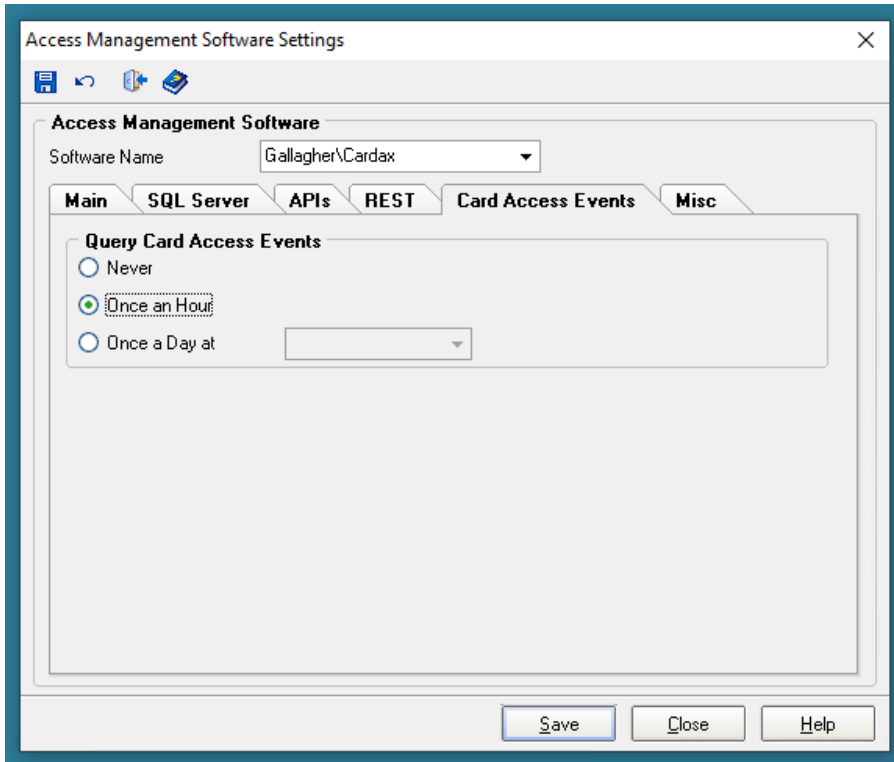 Access Management Software Settings
Access Management Software
Software Name Gallagher\Cardax
Main SQL Server APIs REST Card Access Events Misc
Query Card Access Events
Never
Once an Hour
Once a Day at
Save Close Help